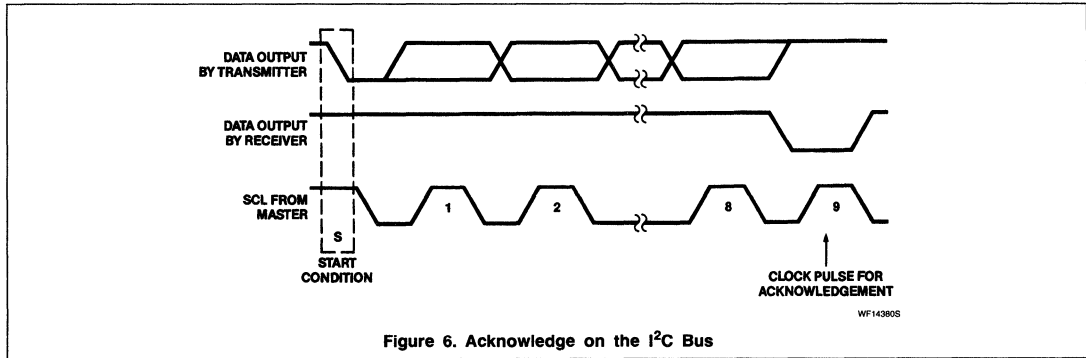 DATA OUTPUT
BY TRANSMITTER
DATA OUTPUT
BY RECEIVER
SCL FROM
MASTER
1
2
8
9
S
START
CONDITION
CLOCK PULSE FOR
ACKNOWLEDGEMENT
WF14380S
Figure 6. Acknowledge on the I²C Bus